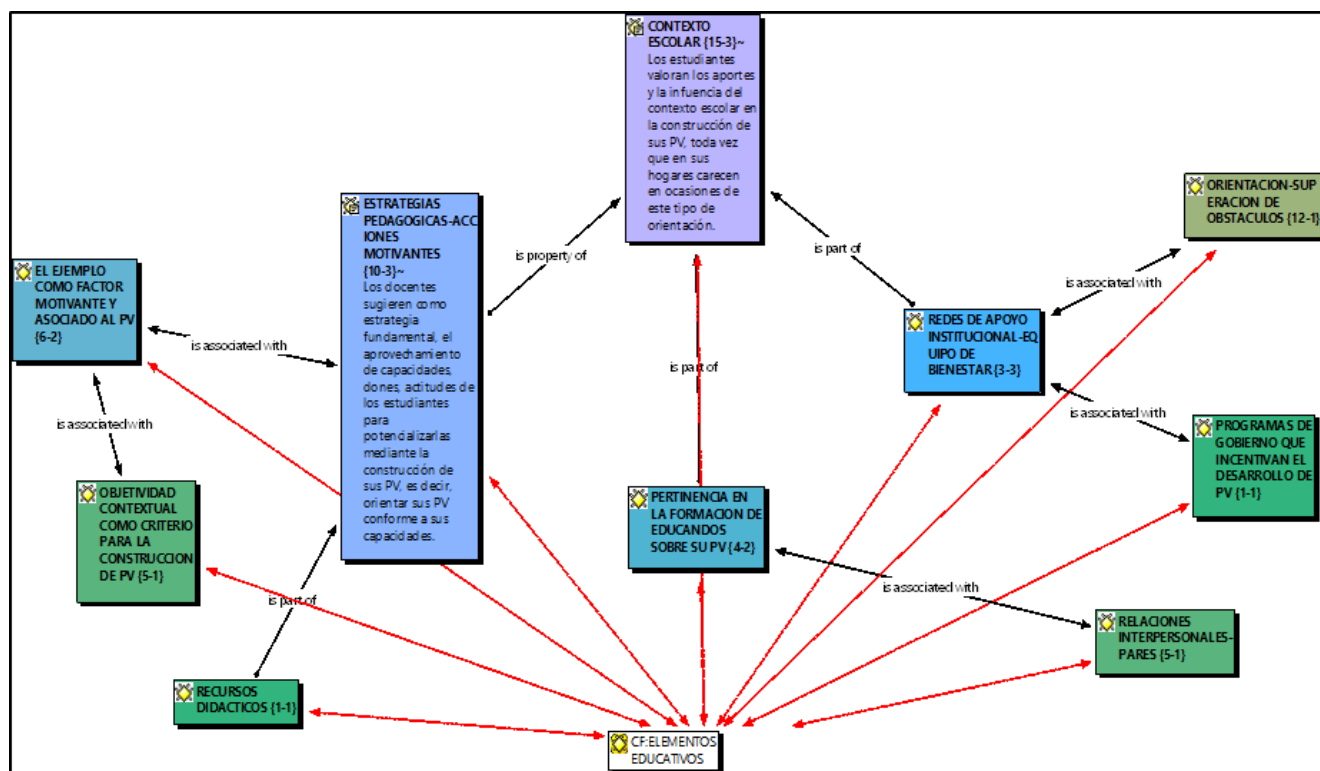 CONTEXTO
ESCOLAR {15-3}~
Los estudiantes
valoran los aportes
y la infuencia del
contexto escolar en
la construcción de
sus PV, toda vez
que en sus
hogares carecen
en ocasiones de
este tipo de
orientación.
ORIENTACION-SUP
ERACION DE
OBSTACULOS {12-1}
ESTRATEGIAS
PEDAGOGICAS-ACC
IONES
MOTIVANTES
{10-3}~
Los docentes
sugieren como
estrategia
fundamental, el
aprovechamiento
de capacidades,
dones, actitudes de
los estudiantes
para
potencializarlas
mediante la
construcción de
sus PV, es decir,
orientar sus PV
conforme a sus
capacidades.
is property of
is part of
is associated with
EL EJEMPLO
COMO FACTOR
MOTIVANTE Y
ASOCIADO AL PV
{6-2}
REDES DE APOYO
INSTITUCIONAL-EQ
UIPO DE
BIENESTAR {3-3}
is associated with
is part of
is associated with
is associated with
PROGRAMAS DE
GOBIERNO QUE
INCENTIVAN EL
DESARROLLO DE
PV {1-1}
OBJETIVIDAD
CONTEXTUAL
COMO CRITERIO
PARA LA
CONSTRUCCION
DE PV {5-1}
PERTINENCIA EN
LA FORMACION DE
EDUCANDOS
SOBRE SU PV {4-2}
is associated with
is part of
RELACIONES
INTERPERSONALES-
PARES {5-1}
RECURSOS
DIDACTICOS {1-1}
CF:ELEMENTOS
EDUCATIVOS